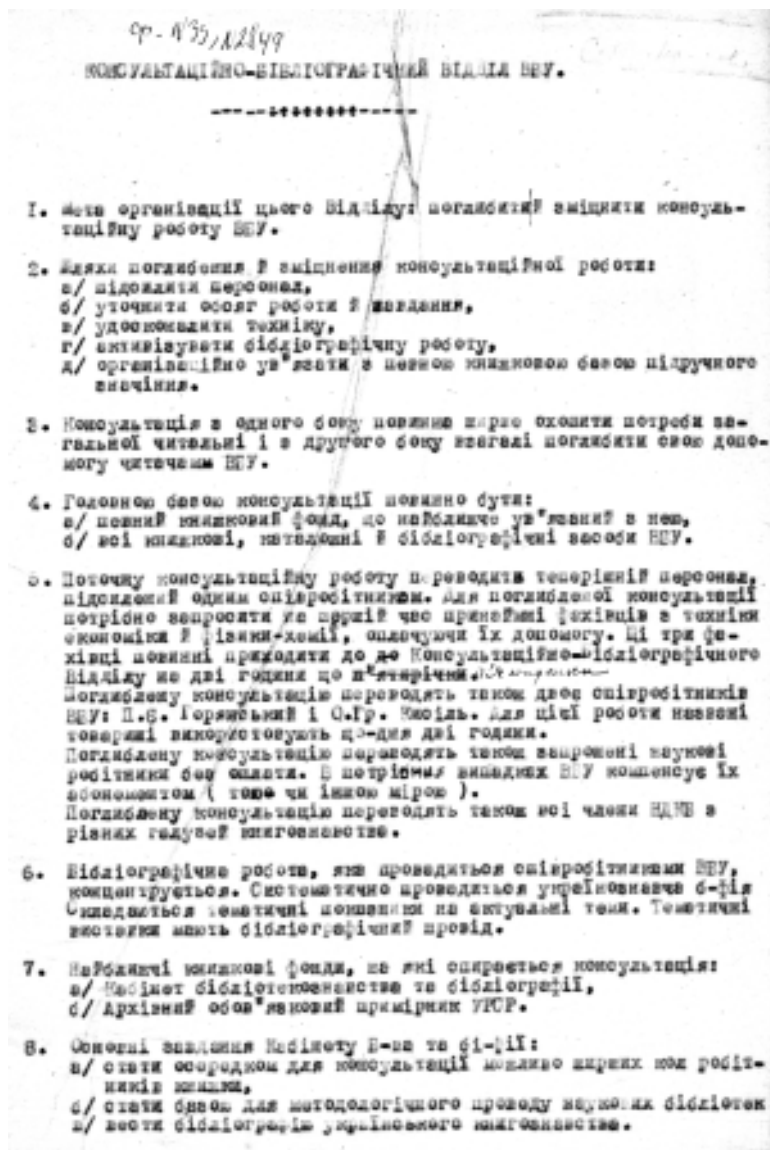 ор- №35, №2849
КОНСУЛЬТАЦІЙНО-БІБЛІОГРАФІЧНИЙ ВІДДІЛ ВБУ.
1. Мета організації цього Відділу: поглибити й зміцнити консуль-
таційну роботу ВБУ.
2. Шляхи поглиблення й зміцнення консультаційної роботи:
а/ підсилити персонал,
б/ уточнити обсяг роботи й завдання,
в/ удосконалити техніку,
г/ активізувати бібліографічну роботу,
д/ організаційно ув"язати з певною книжковою базою підручного
значіння.
3. Консультація з одного боку повинна ширше охопити потреби за-
гальної читальні і з другого боку взагалі поглибити свою допо-
могу читачам ВБУ.
4. Головною базою консультації повинно бути:
а/ певний книжковий фонд, що найближче ув"язаний з нею,
б/ всі книжкові, каталожні й бібліографічні засоби ВБУ.
5. Поточну консультаційну роботу переводить теперішній персонал,
підсилений одним співробітником. Для поглибленої консультації
потрібно запросити на перший час принаймні фахівців з техніки
економіки й фізики-хемії, оплачуючи їх допомогу. Ці три фа-
хівці повинні приходити до до Консультаційно-Бібліографічного
Відділу на дві години що п"ятирічки.
Поглиблену консультацію переводять також двоє співробітників
ВБУ: П.Є. Горянський і О.Гр. Кисіль. Для цієї роботи названі
товариші використовують що-дня дві години.
Поглиблену консультацію переводять також запрошені наукові
робітники без оплати. В потрібних випадках ВБУ компенсує їх
абонементом ( тою чи іншою мірою ).
Поглиблену консультацію переводять також всі члени НДКБ з
різних галузей книгознавства.
6. Бібліографічна робота, яка проводиться співробітниками ВБУ,
концентрується. Систематично проводиться українознавча б-фія
Складаються тематичні покажчики на актуальні теми. Тематичні
виставки мають бібліографічний провід.
7. Найближчі книжкові фонди, на які спирається консультація:
а/ Кабінет бібліотекознавства та бібліографії,
б/ Архівний обов"язковий примірник УРСР.
8. Основні завдання Кабінету Б-ва та бі-фії:
а/ стати осередком для консультації можливо ширших кол робіт-
ників книжки,
б/ стати базою для методологічного проводу наукових бібліотек
в/ вести бібліографію українського книгознавства.